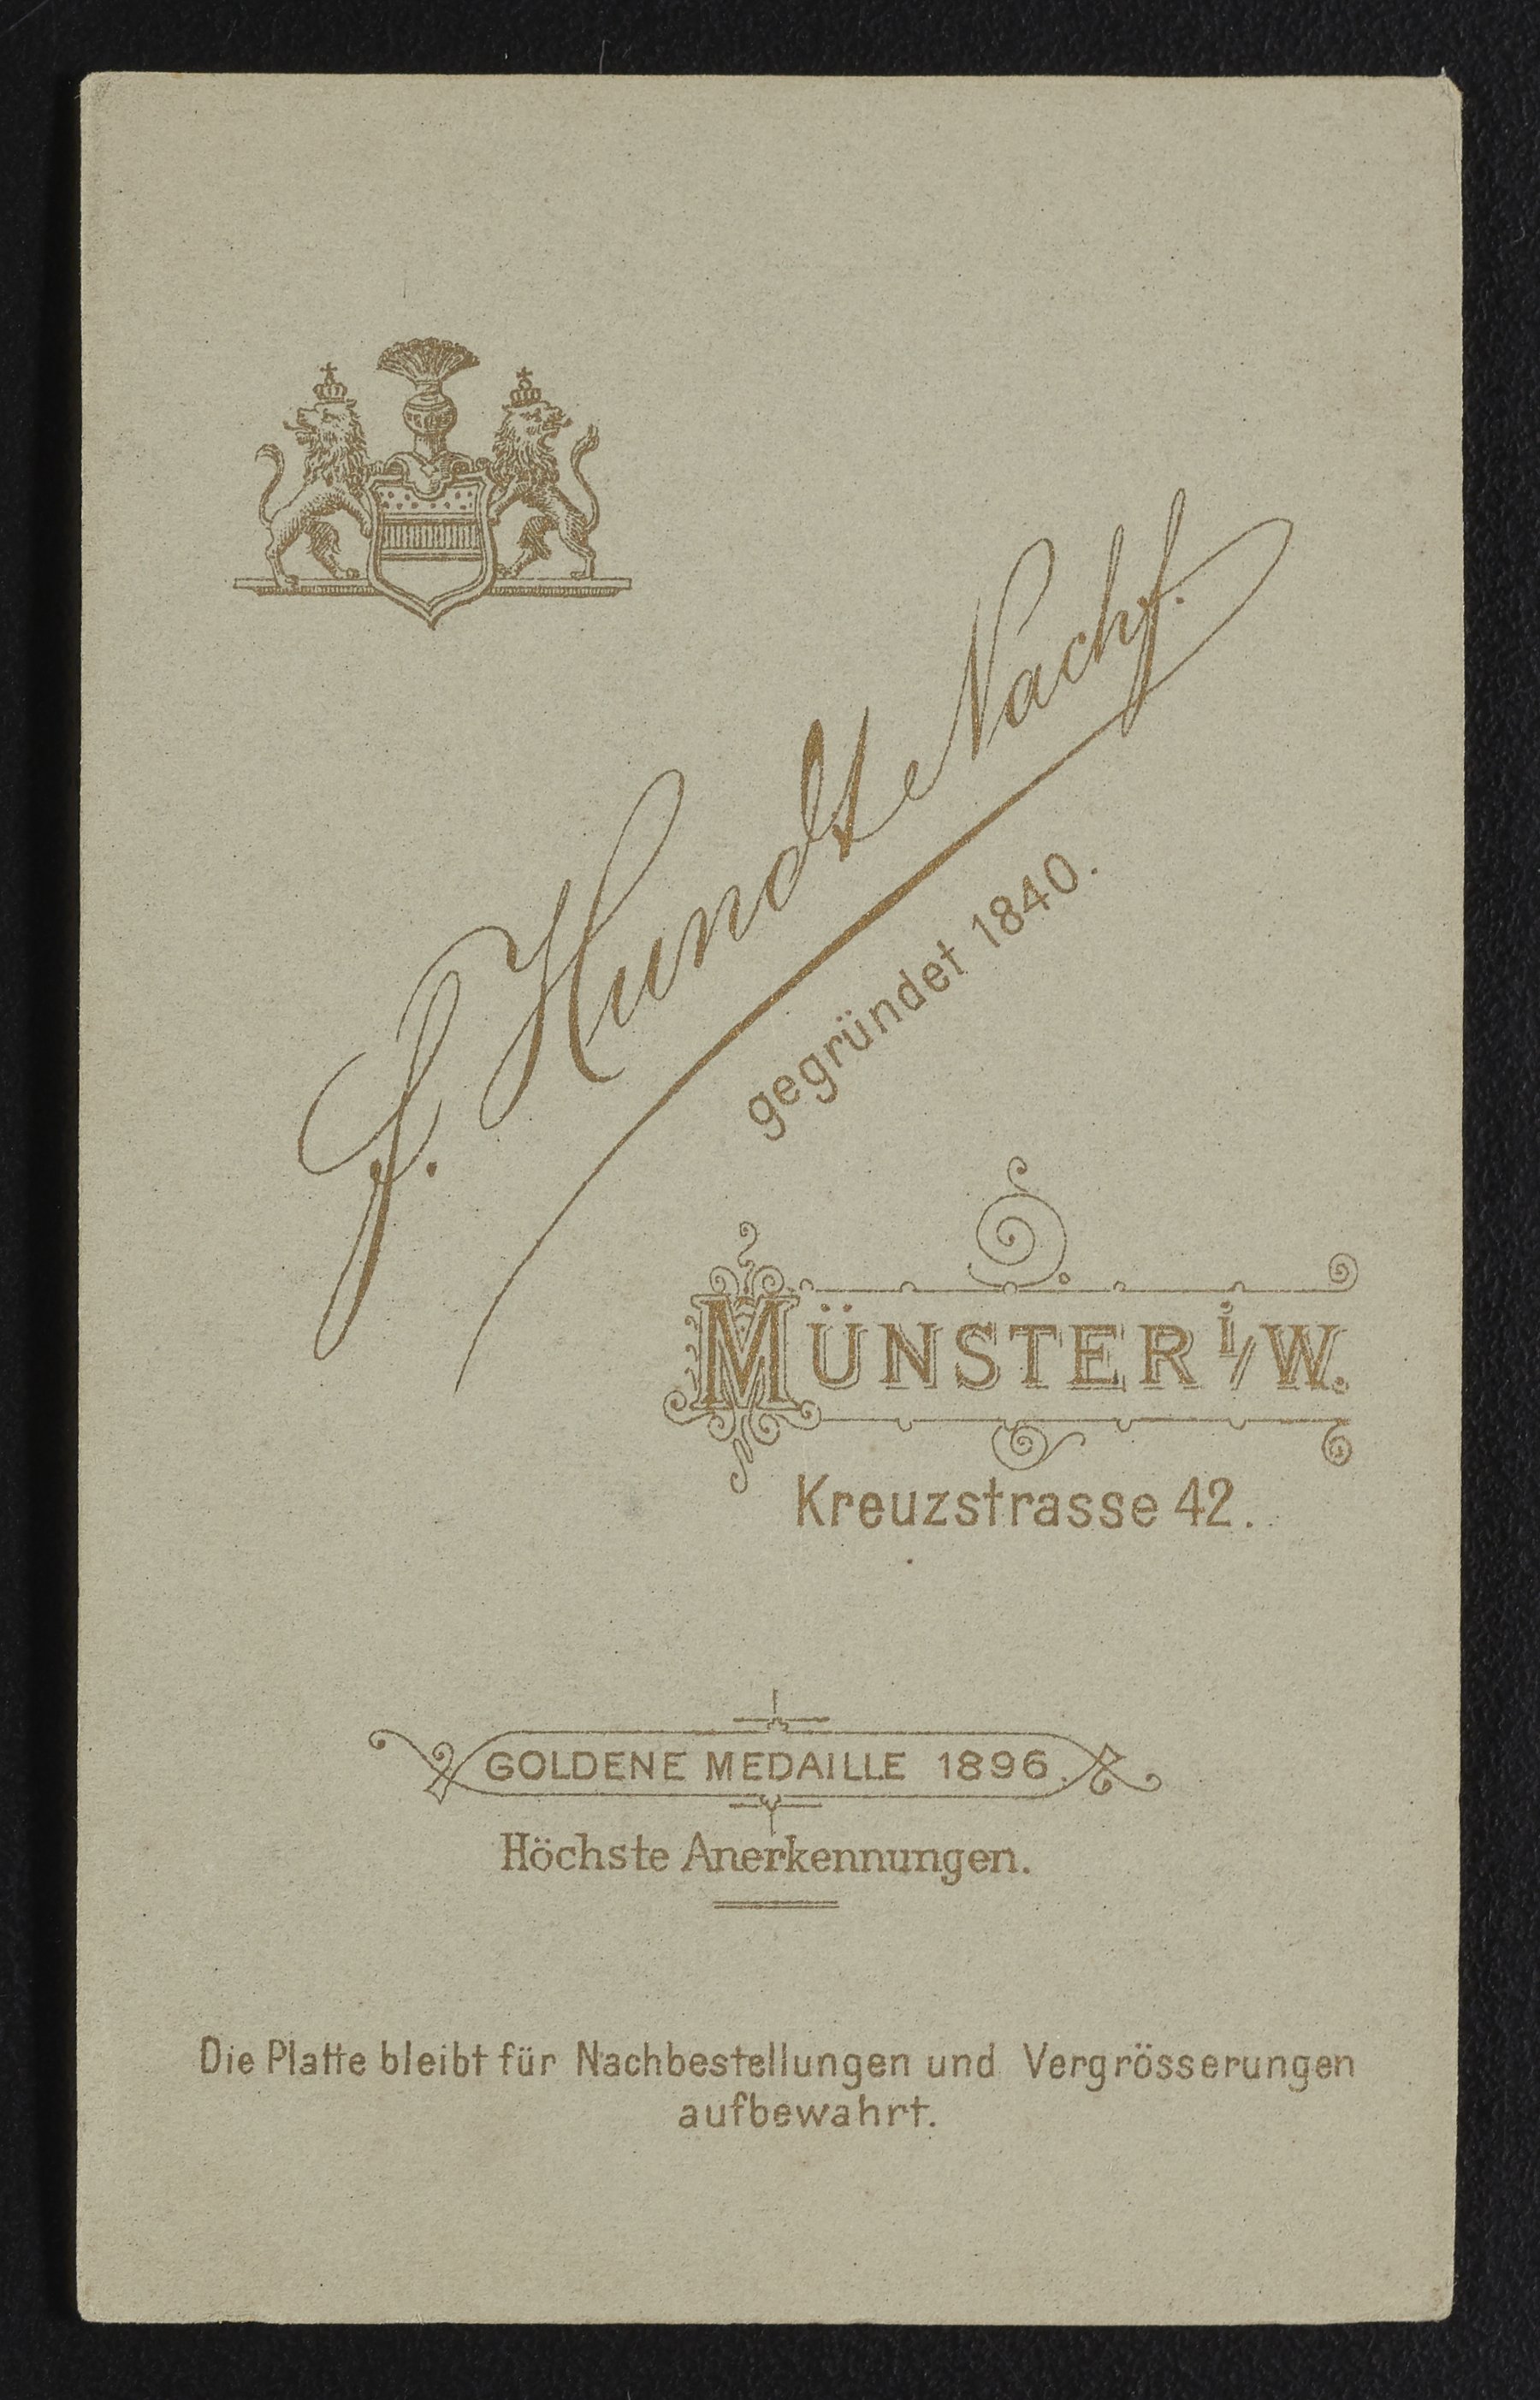 F. Hundt Nachf.
gegründet 1840.
MÜNSTER i/W.
Kreuzstrasse 42.
GOLDENE MEDAILLE 1896.
Höchste Anerkennungen.
Die Platte bleibt für Nachbestellungen und Vergrösserungen
aufbewahrt.